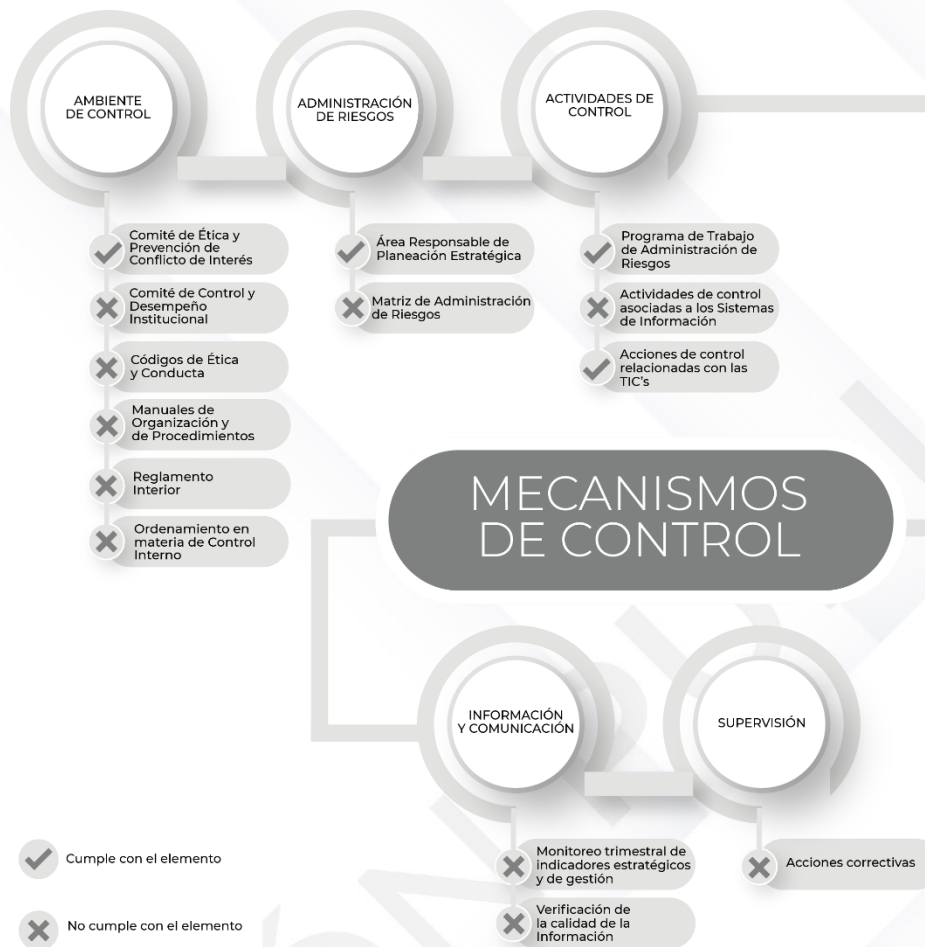 AMBIENTE
DE CONTROL
Comité de Ética y
Prevención de
Conflicto de Interés
Comité de Control y
Desempeño
Institucional
Códigos de Ética
y Conducta
Manuales de
Organización y
de Procedimientos
Reglamento
Interior
Ordenamiento en
materia de Control
Interno
ADMINISTRACIÓN
DE RIESGOS
Área Responsable de
Planeación Estratégica
Matriz de Administración
de Riesgos
ACTIVIDADES DE
CONTROL
Programa de Trabajo
de Administración de
Riesgos
Actividades de control
asociadas a los Sistemas
de Información
Acciones de control
relacionadas con las
TIC's
MECANISMOS
DE CONTROL
INFORMACIÓN
Y COMUNICACIÓN
Monitoreo trimestral de
indicadores estratégicos
y de gestión
Verificación de
la calidad de la
Información
SUPERVISIÓN
Acciones correctivas
Cumple con el elemento
No cumple con el elemento